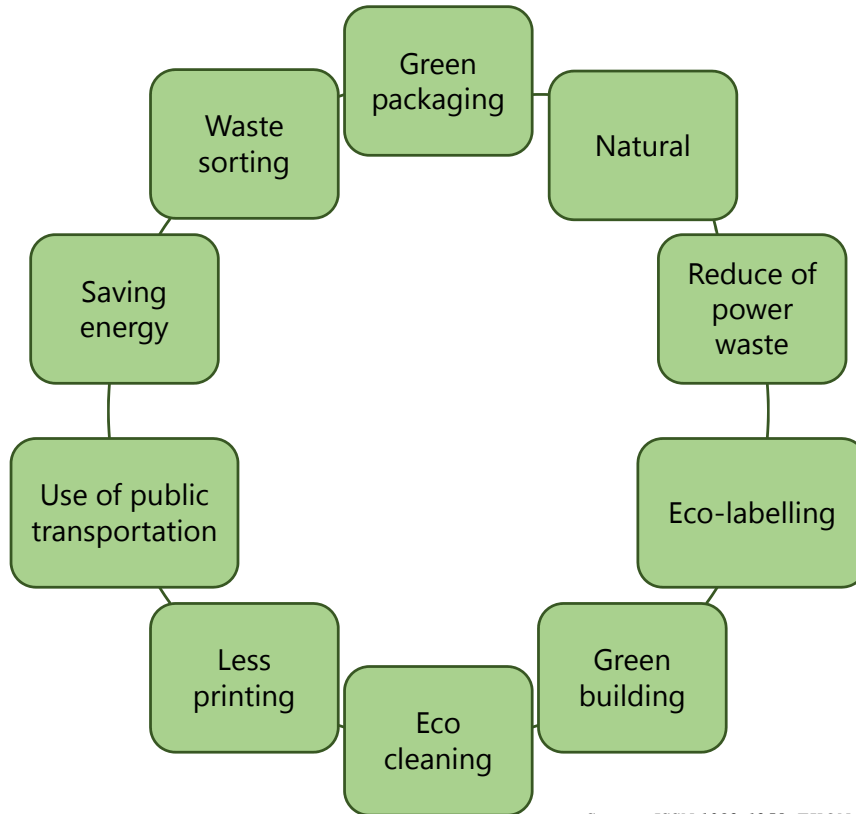 Green
packaging
Natural
Reduce of
power
waste
Eco-labelling
Green
building
Eco
cleaning
Less
printing
Use of public
transportation
Saving
energy
Waste
sorting